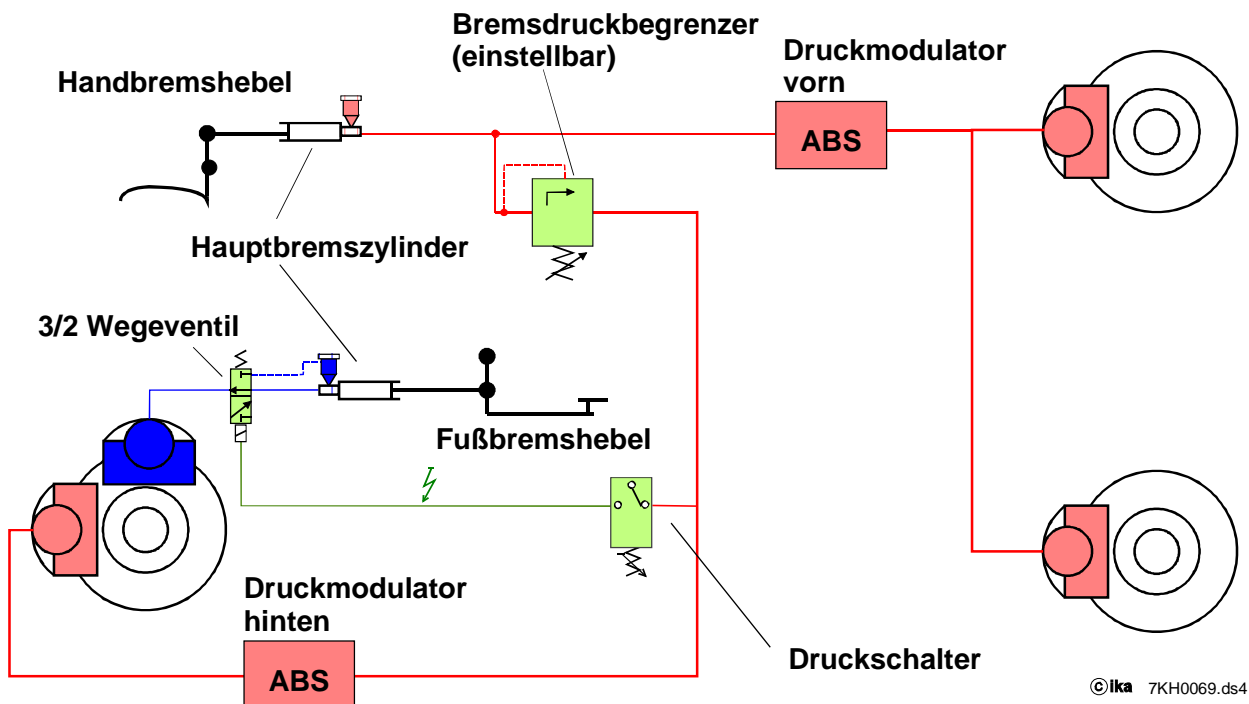 Bremsdruckbegrenzer
(einstellbar)
Druckmodulator
vorn
Handbremshebel
ABS
Hauptbremszylinder
3/2 Wegeventil
Fußbremshebel
Druckmodulator
hinten
Druckschalter
ABS
©ika 7KH0069.ds4